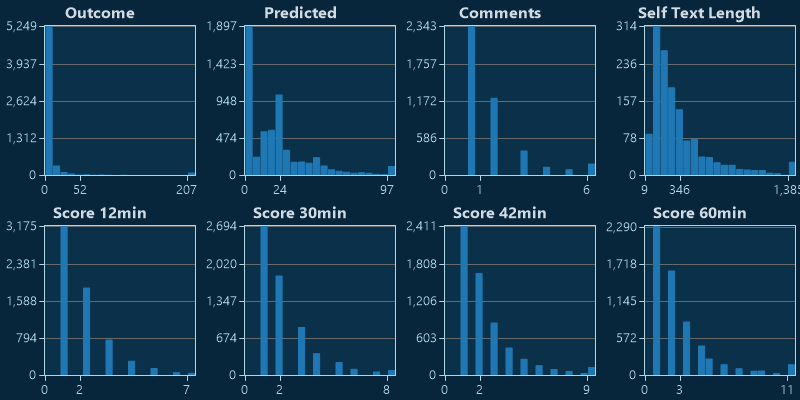 Outcome
Predicted
Comments
Self Text Length
5,249
3,937
2,624
1,312
0
0 52 207
1,897
1,423
948
474
0
0 24 97
2,343
1,757
1,172
586
0
0 1 6
314
236
157
78
0
9 346 1,385
Score 12min
Score 30min
Score 42min
Score 60min
3,175
2,381
1,588
794
0
0 2 7
2,694
2,020
1,347
674
0
0 2 8
2,411
1,808
1,206
603
0
0 2 9
2,290
1,718
1,145
572
0
0 3 11